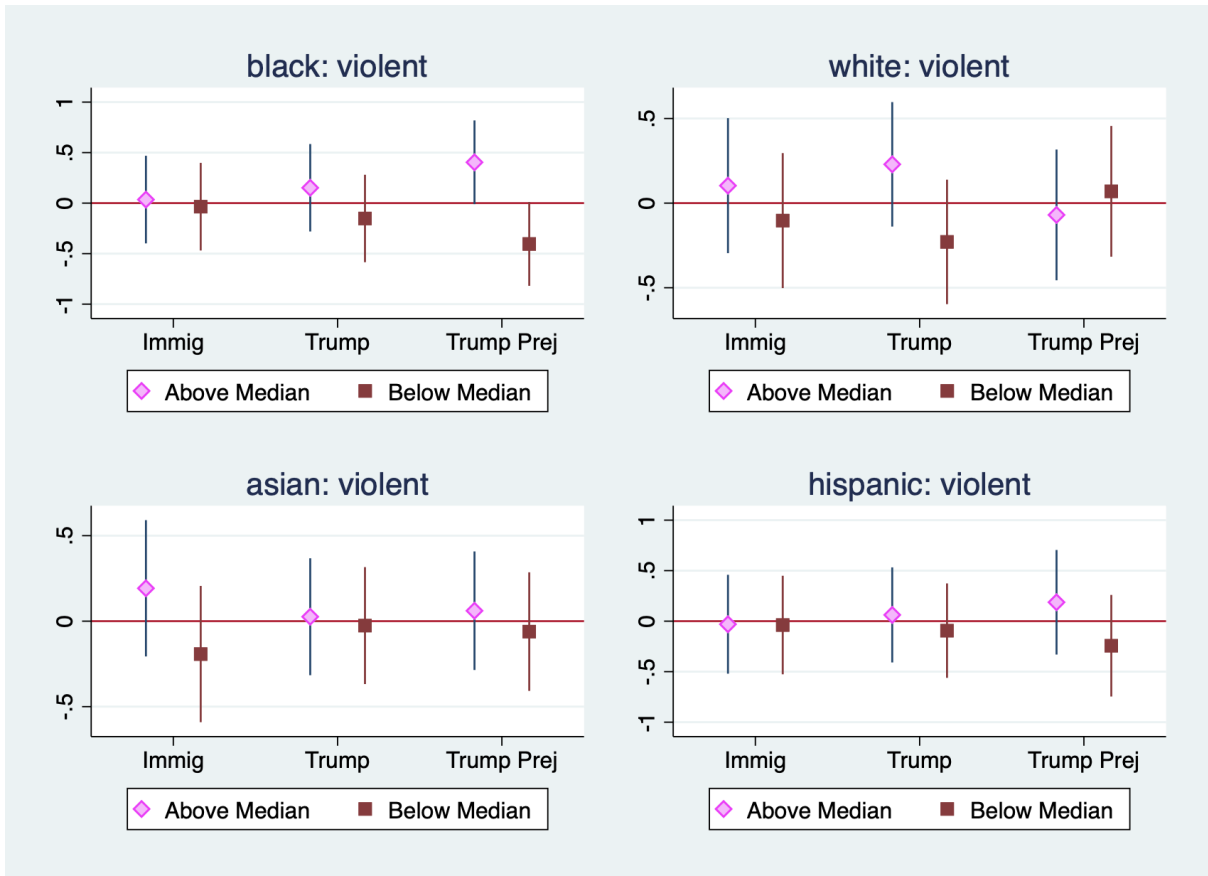 black: violent
1
.5
0
-.5
-1
Immig Trump Trump Prej
Above Median Below Median
white: violent
.5
0
-.5
Immig Trump Trump Prej
Above Median Below Median
asian: violent
.5
0
-.5
Immig Trump Trump Prej
Above Median Below Median
hispanic: violent
1
.5
0
-.5
-1
Immig Trump Trump Prej
Above Median Below Median